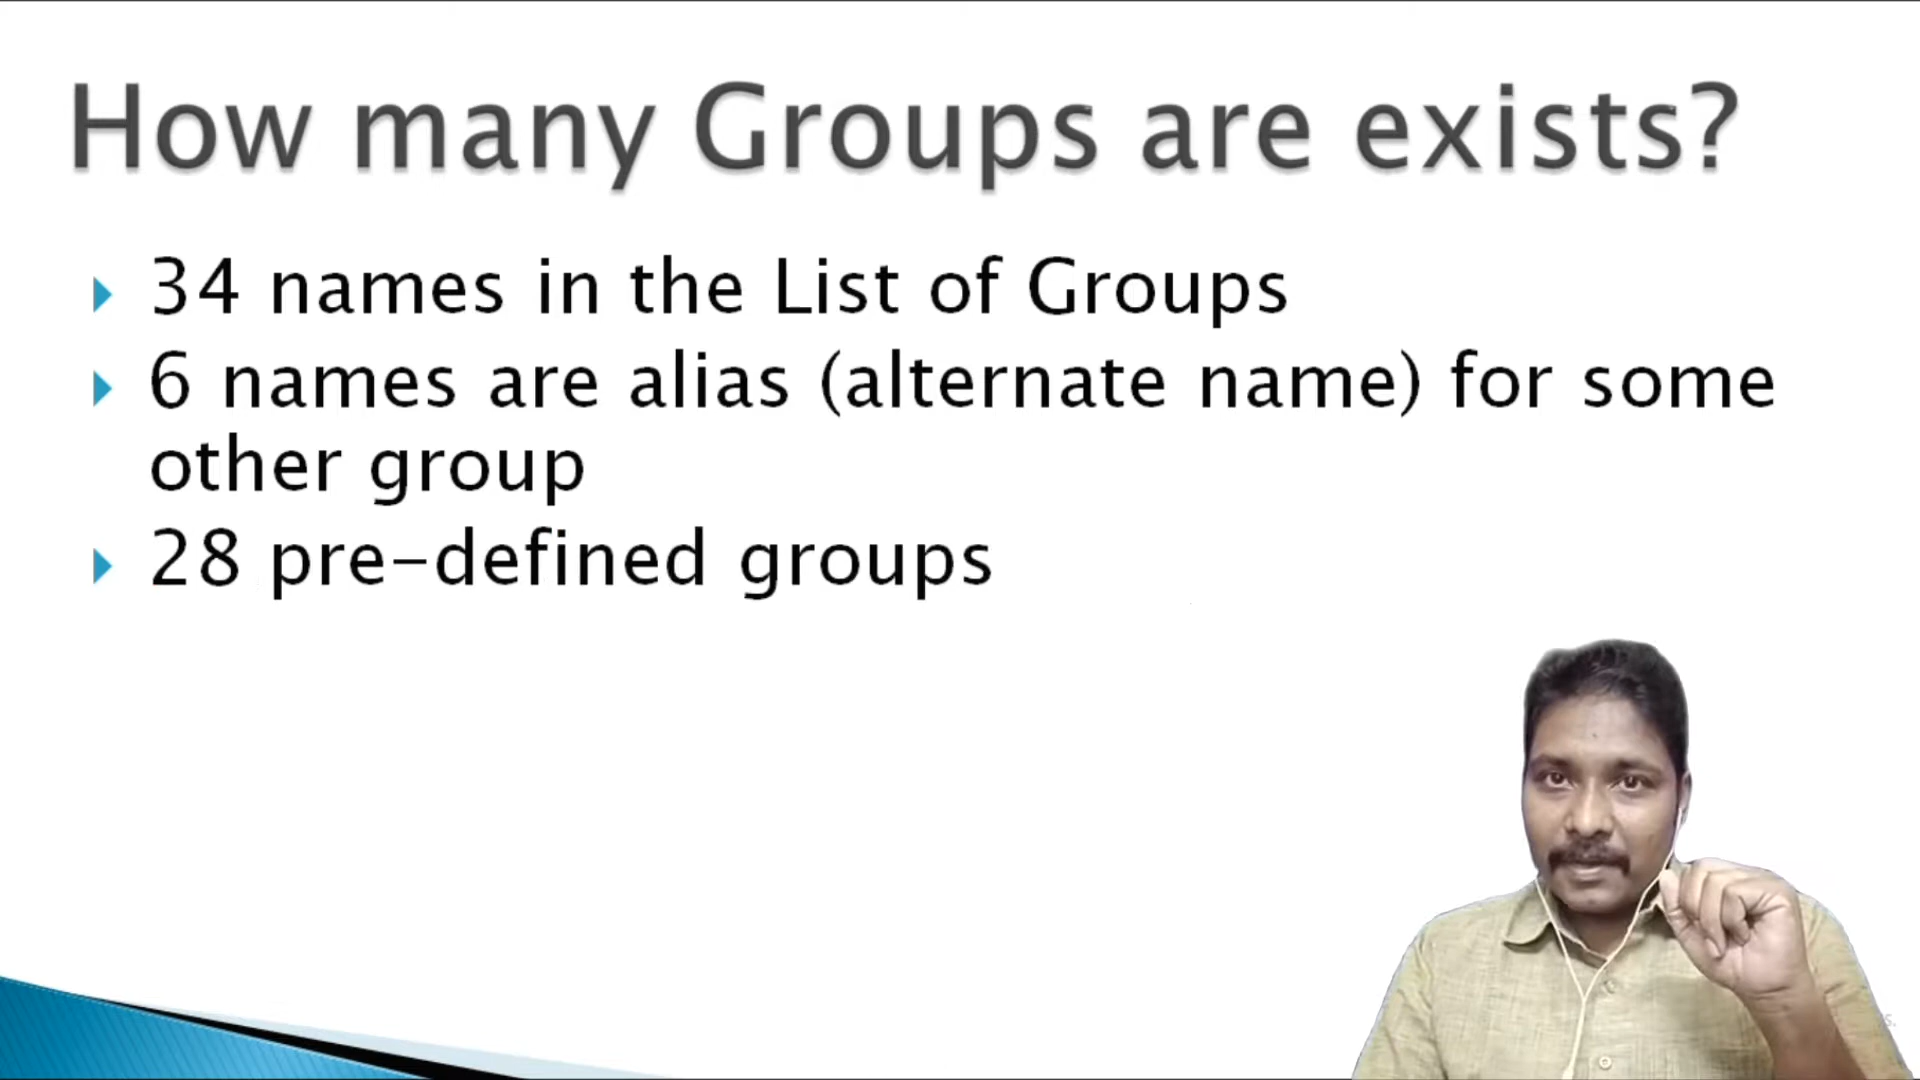 How many Groups are exists?
34 names in the List of Groups
6 names are alias (alternate name) for some
other group
28 pre-defined groups